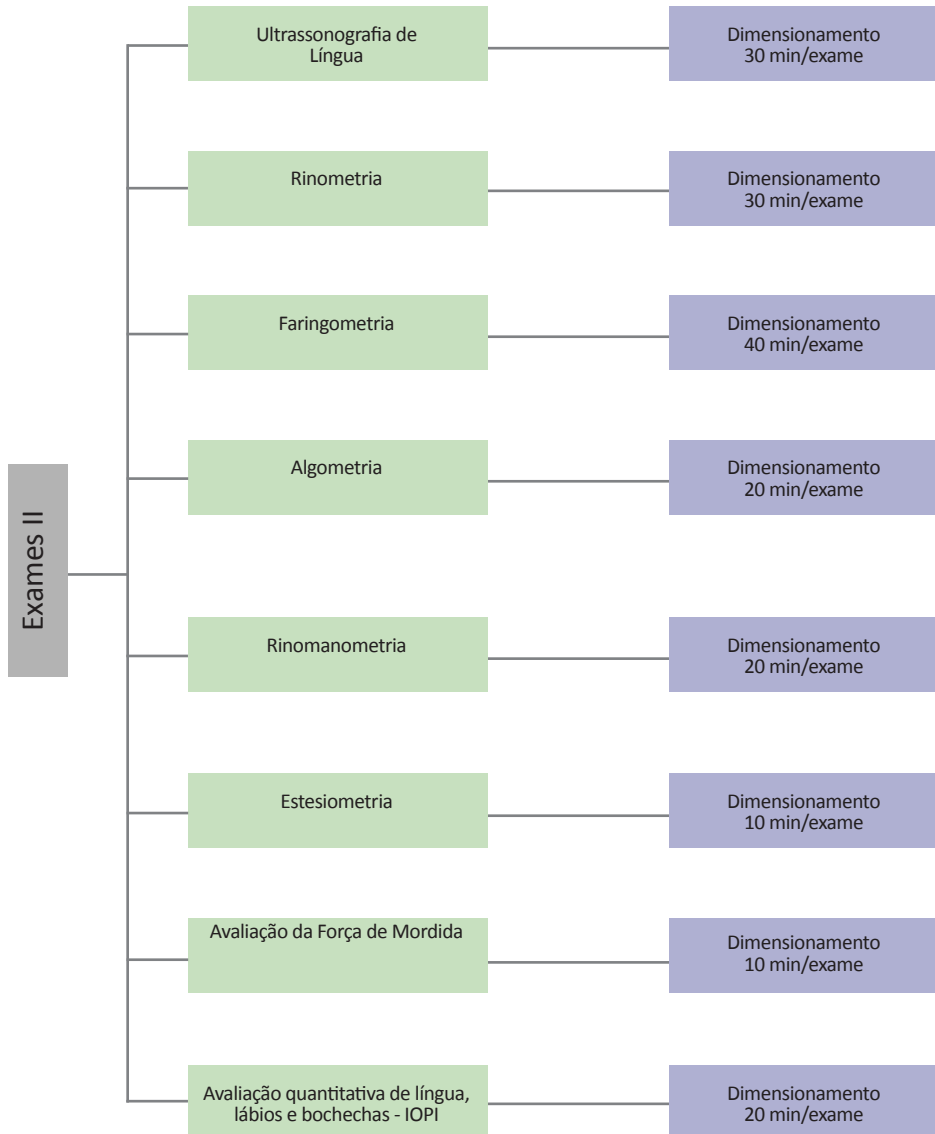 Exames II
Ultrassonografia de
Língua
Dimensionamento
30 min/exame
Rinometria
Dimensionamento
30 min/exame
Faringometria
Dimensionamento
40 min/exame
Algometria
Dimensionamento
20 min/exame
Rinomanometria
Dimensionamento
20 min/exame
Estesiometria
Dimensionamento
10 min/exame
Avaliação da Força de Mordida
Dimensionamento
10 min/exame
Avaliação quantitativa de língua,
lábios e bochechas - IOPI
Dimensionamento
20 min/exame